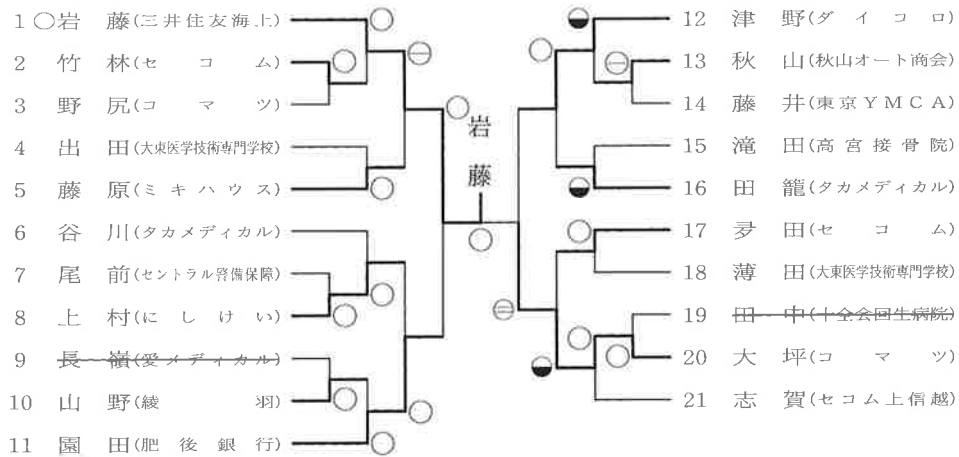 1 ○岩藤(三井住友海上)
2 竹林(セコム)
3 野尻(コマツ)
4 出田(大東医学技術専門学校)
5 藤原(ミキハウス)
6 谷川(タカメディカル)
7 尾前(セントラル警備保障)
8 上村(にしけい)
9 長嶺(愛メディカル)
10 山野(綾羽)
11 園田(肥後銀行)
岩藤
12 津野(ダイコロ)
13 秋山(秋山オート商会)
14 藤井(東京YMCA)
15 滝田(高宮接骨院)
16 田籠(タカメディカル)
17 夛田(セコム)
18 薄田(大東医学技術専門学校)
19 田中(十全会回生病院)
20 大坪(コマツ)
21 志賀(セコム上信越)